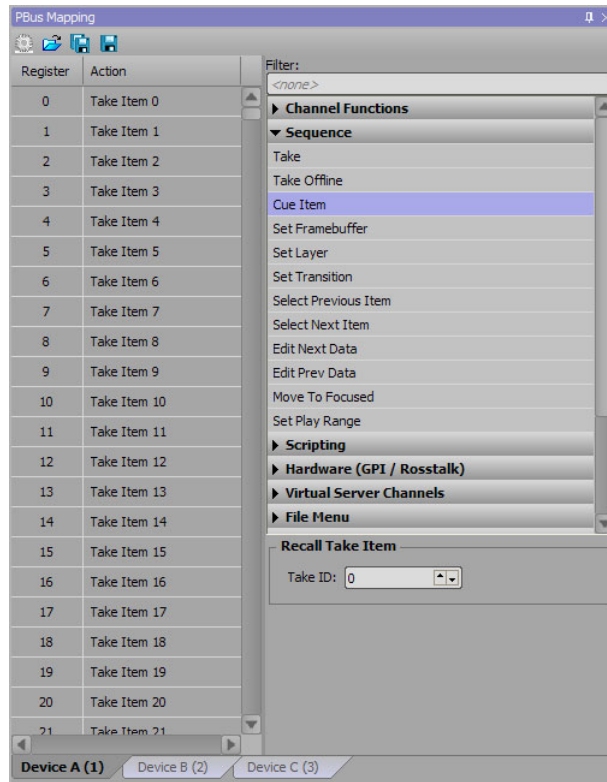 PBus Mapping
Register Action
0 Take Item 0
1 Take Item 1
2 Take Item 2
3 Take Item 3
4 Take Item 4
5 Take Item 5
6 Take Item 6
7 Take Item 7
8 Take Item 8
9 Take Item 9
10 Take Item 10
11 Take Item 11
12 Take Item 12
13 Take Item 13
14 Take Item 14
15 Take Item 15
16 Take Item 16
17 Take Item 17
18 Take Item 18
19 Take Item 19
20 Take Item 20
21 Take Item 21
Filter:
<none>
Channel Functions
Sequence
Take
Take Offline
Cue Item
Set Framebuffer
Set Layer
Set Transition
Select Previous Item
Select Next Item
Edit Next Data
Edit Prev Data
Move To Focused
Set Play Range
Scripting
Hardware (GPI / Rosstalk)
Virtual Server Channels
File Menu
Recall Take Item
Take ID: 0
Device A (1) Device B (2) Device C (3)